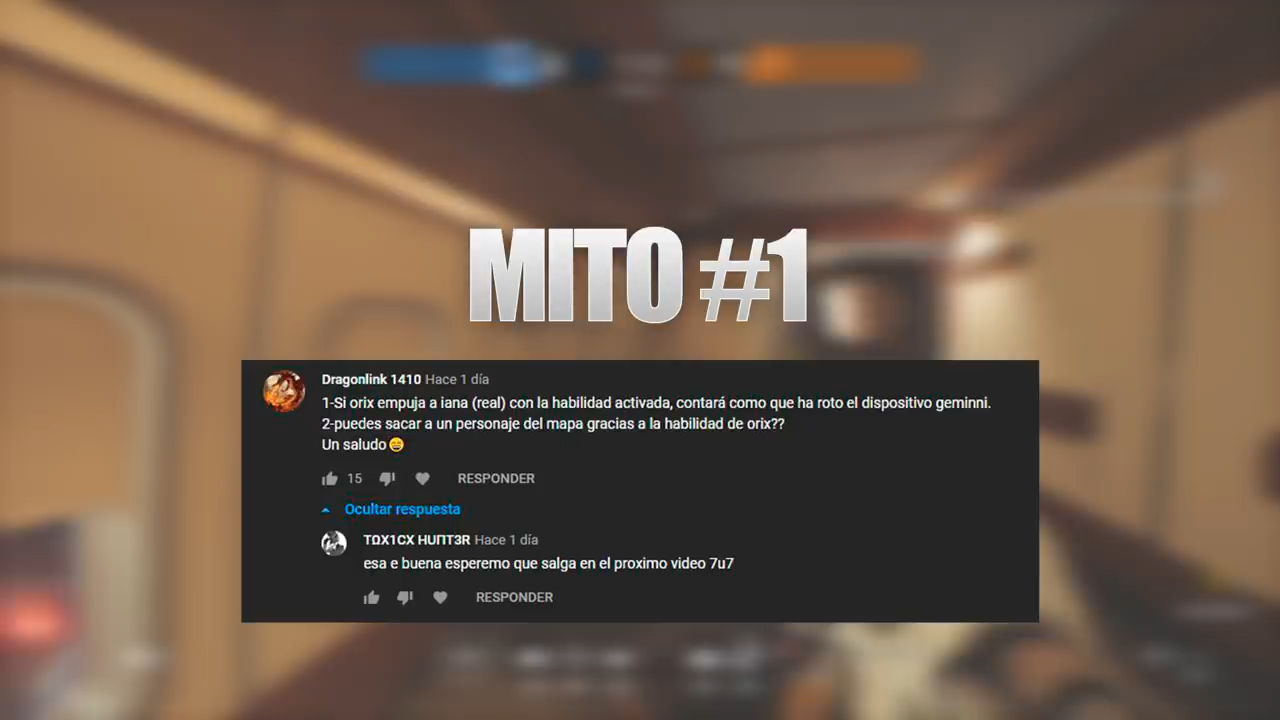 MITO #1
Dragonlink 1410 Hace 1 día
1-Si orix empuja a iana (real) con la habilidad activada, contará como que ha roto el dispositivo geminni.
2-puedes sacar a un personaje del mapa gracias a la habilidad de orix??
Un saludo😄
15 RESPONDER
Ocultar respuesta
TΩX1CX HUПT3R Hace 1 día
esa e buena esperemo que salga en el proximo video 7u7
RESPONDER